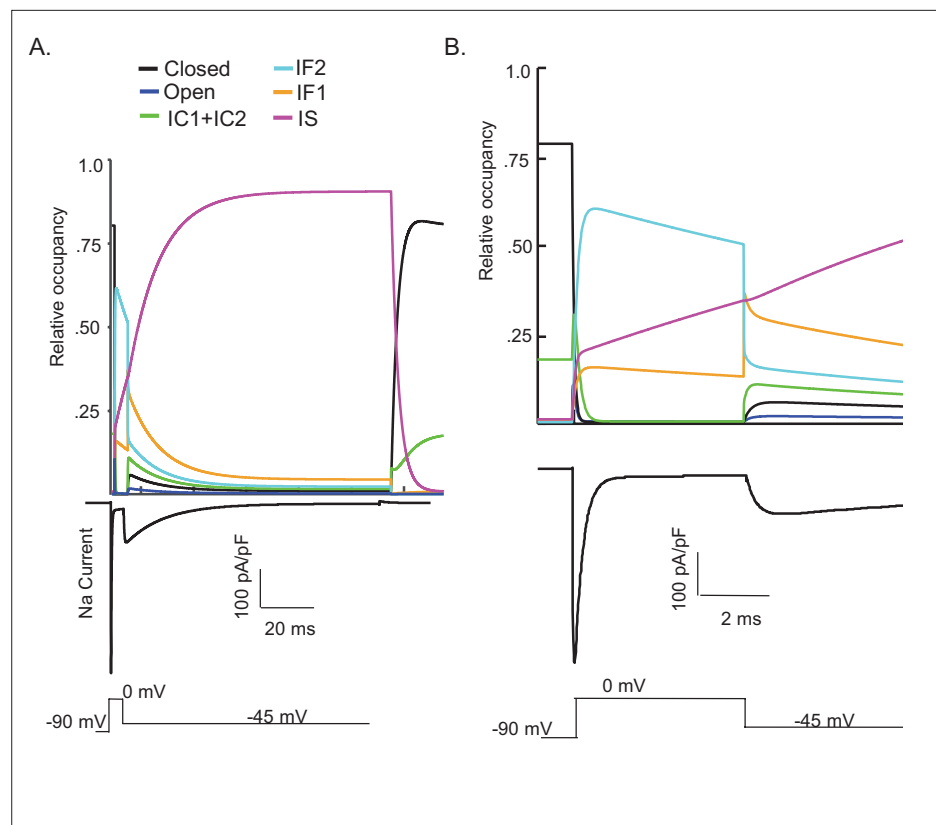 A.
Closed
Open
IC1+IC2
IF2
IF1
IS
1.0
.75
.50
.25
Relative occupancy
Na Current
100 pA/pF
20 ms
0 mV
-90 mV
-45 mV
B.
1.0
.75
.50
.25
Relative occupancy
100 pA/pF
2 ms
0 mV
-90 mV
-45 mV